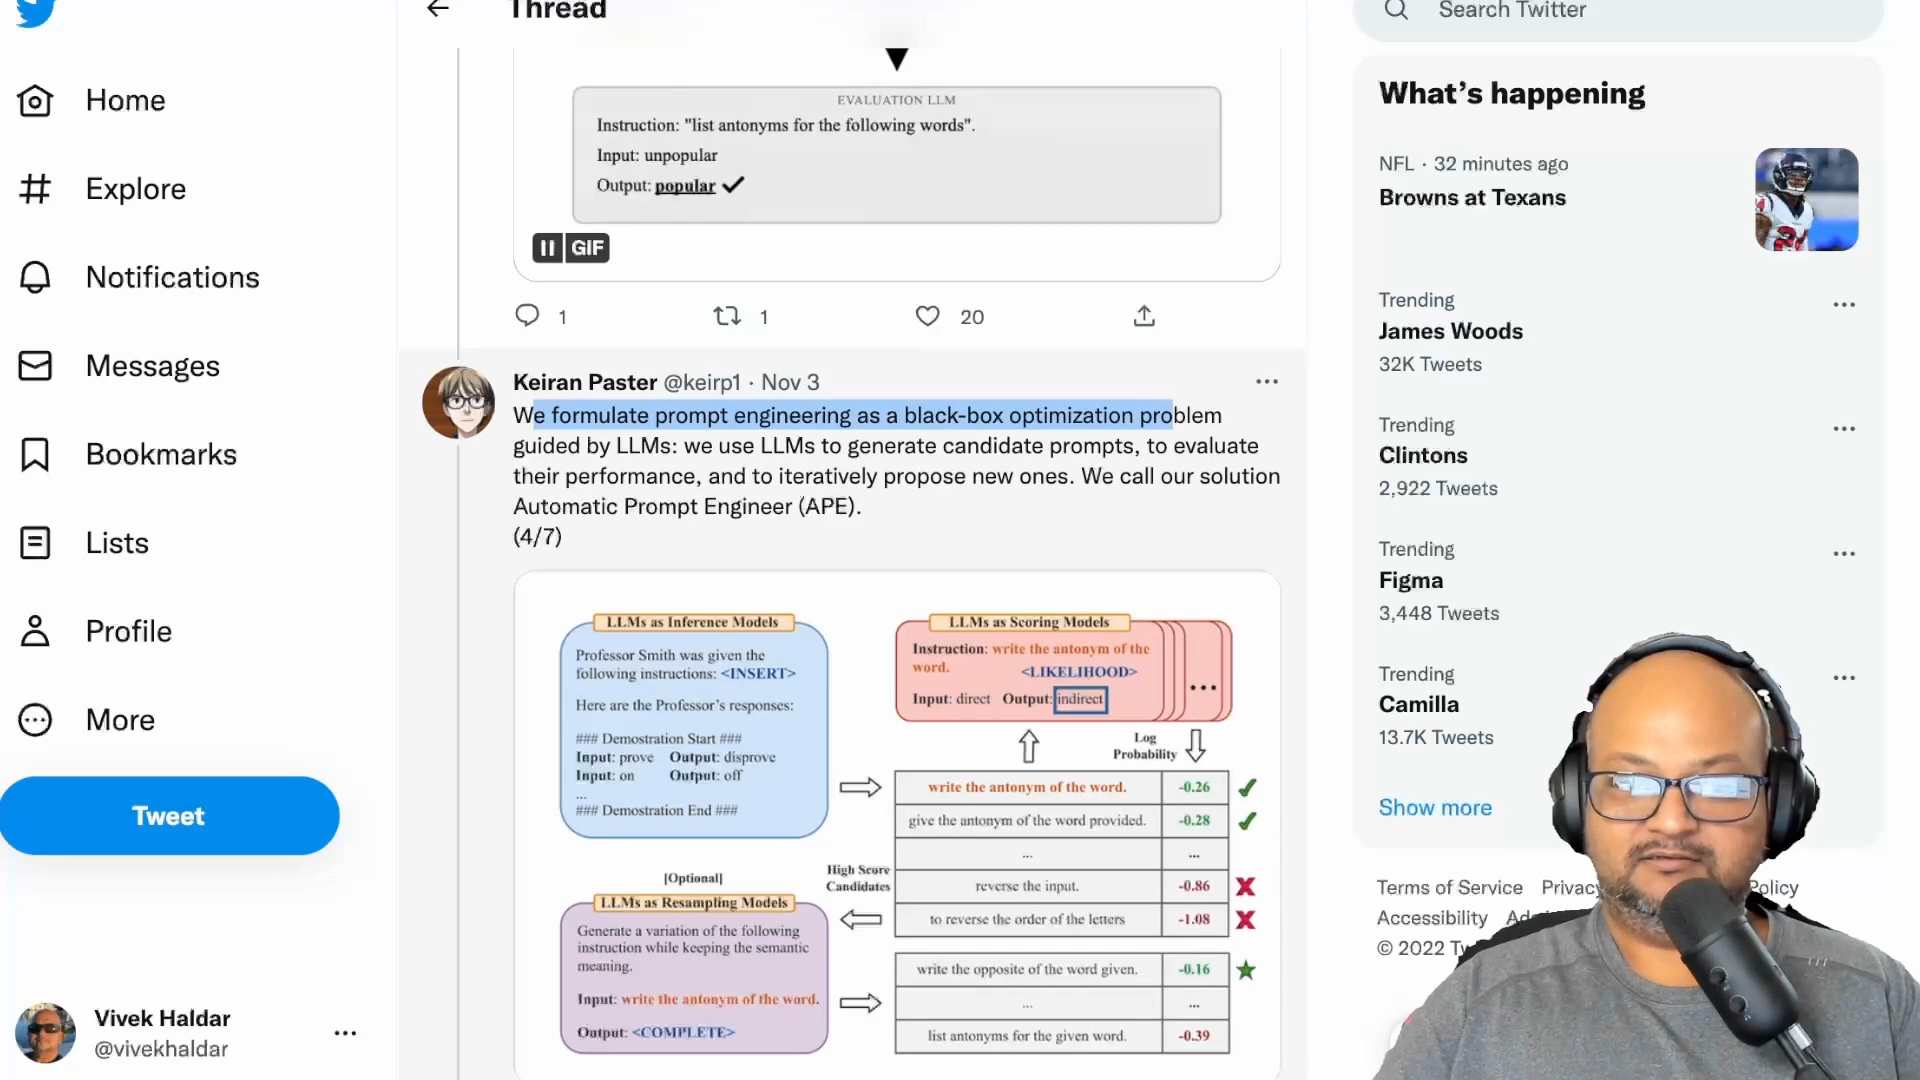 Thread
Home
Explore
Notifications
Messages
Bookmarks
Lists
Profile
More
Tweet
Vivek Haldar
@vivekhaldar
EVALUATION LLM
Instruction: "list antonyms for the following words".
Input: unpopular
Output: popular
GIF
1
1
20
Keiran Paster @keirp1 · Nov 3
We formulate prompt engineering as a black-box optimization problem
guided by LLMs: we use LLMs to generate candidate prompts, to evaluate
their performance, and to iteratively propose new ones. We call our solution
Automatic Prompt Engineer (APE).
(4/7)
LLMs as Inference Models
Professor Smith was given the
following instructions: <INSERT>
Here are the Professor's responses:
### Demostration Start ###
Input: prove Output: disprove
Input: on Output: off
...
### Demostration End ###
LLMs as Scoring Models
Instruction: write the antonym of the
word. <LIKELIHOOD>
Input: direct Output: indirect
...
Log
Probability
write the antonym of the word. -0.26
give the antonym of the word provided. -0.28
... ...
reverse the input. -0.86
to reverse the order of the letters -1.08
High Score
Candidates
[Optional]
LLMs as Resampling Models
Generate a variation of the following
instruction while keeping the semantic
meaning.
Input: write the antonym of the word.
Output: <COMPLETE>
write the opposite of the word given. -0.16
... ...
list antonyms for the given word. -0.39
Search Twitter
What's happening
NFL · 32 minutes ago
Browns at Texans
Trending
James Woods
32K Tweets
Trending
Clintons
2,922 Tweets
Trending
Figma
3,448 Tweets
Trending
Camilla
13.7K Tweets
Show more
Terms of Service Privacy Policy
Accessibility
© 2022